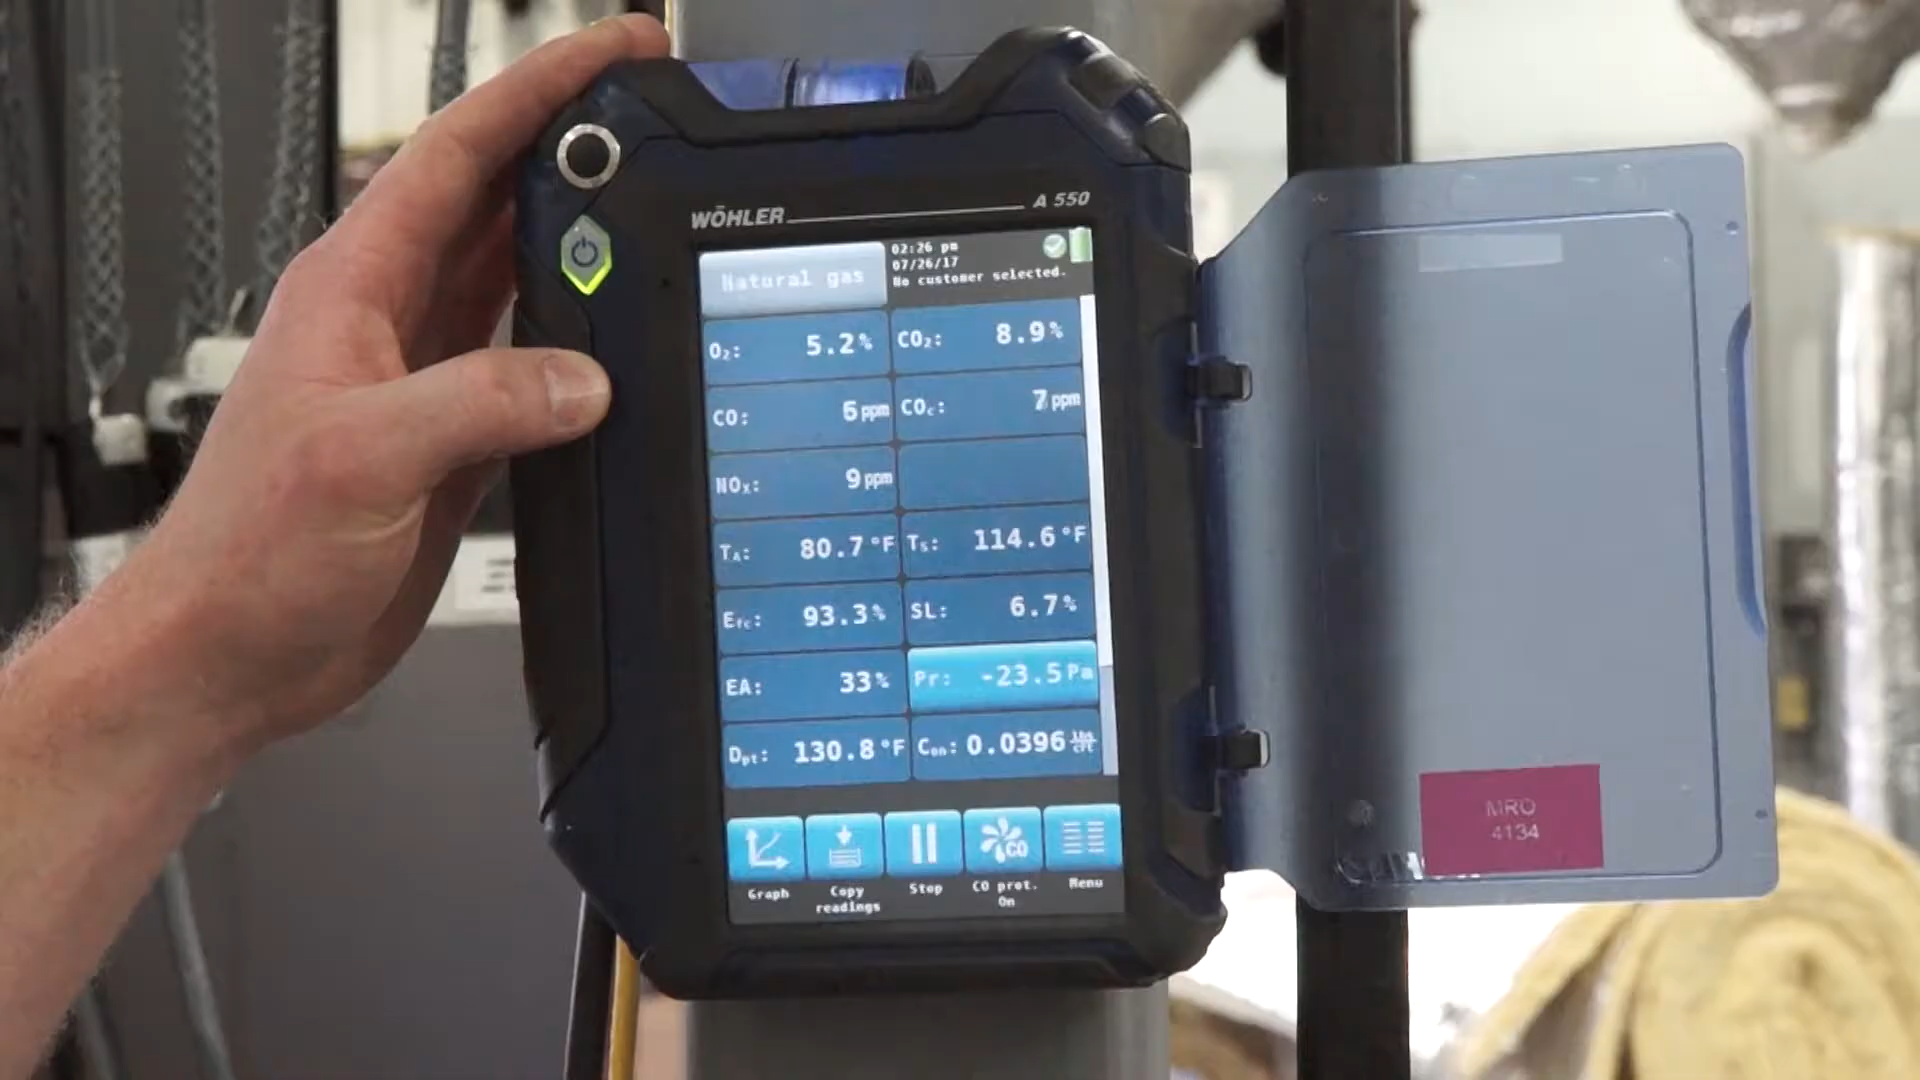 WÖHLER A 550
Natural gas
02:26 pm
07/26/17
No customer selected.
O₂: 5.2% CO₂: 8.9%
CO: ppm COc: ppm
NOx: 9 ppm
TA: 80.7°F Ts: 114.6°F
Efc: 93.3% SL: 6.7%
EA: 33% Pr: -23.5 Pa
Dpt: 130.8°F Con: 0.0396
Graph Copy readings Stop CO prot. On Menu
CO
MRO
4134